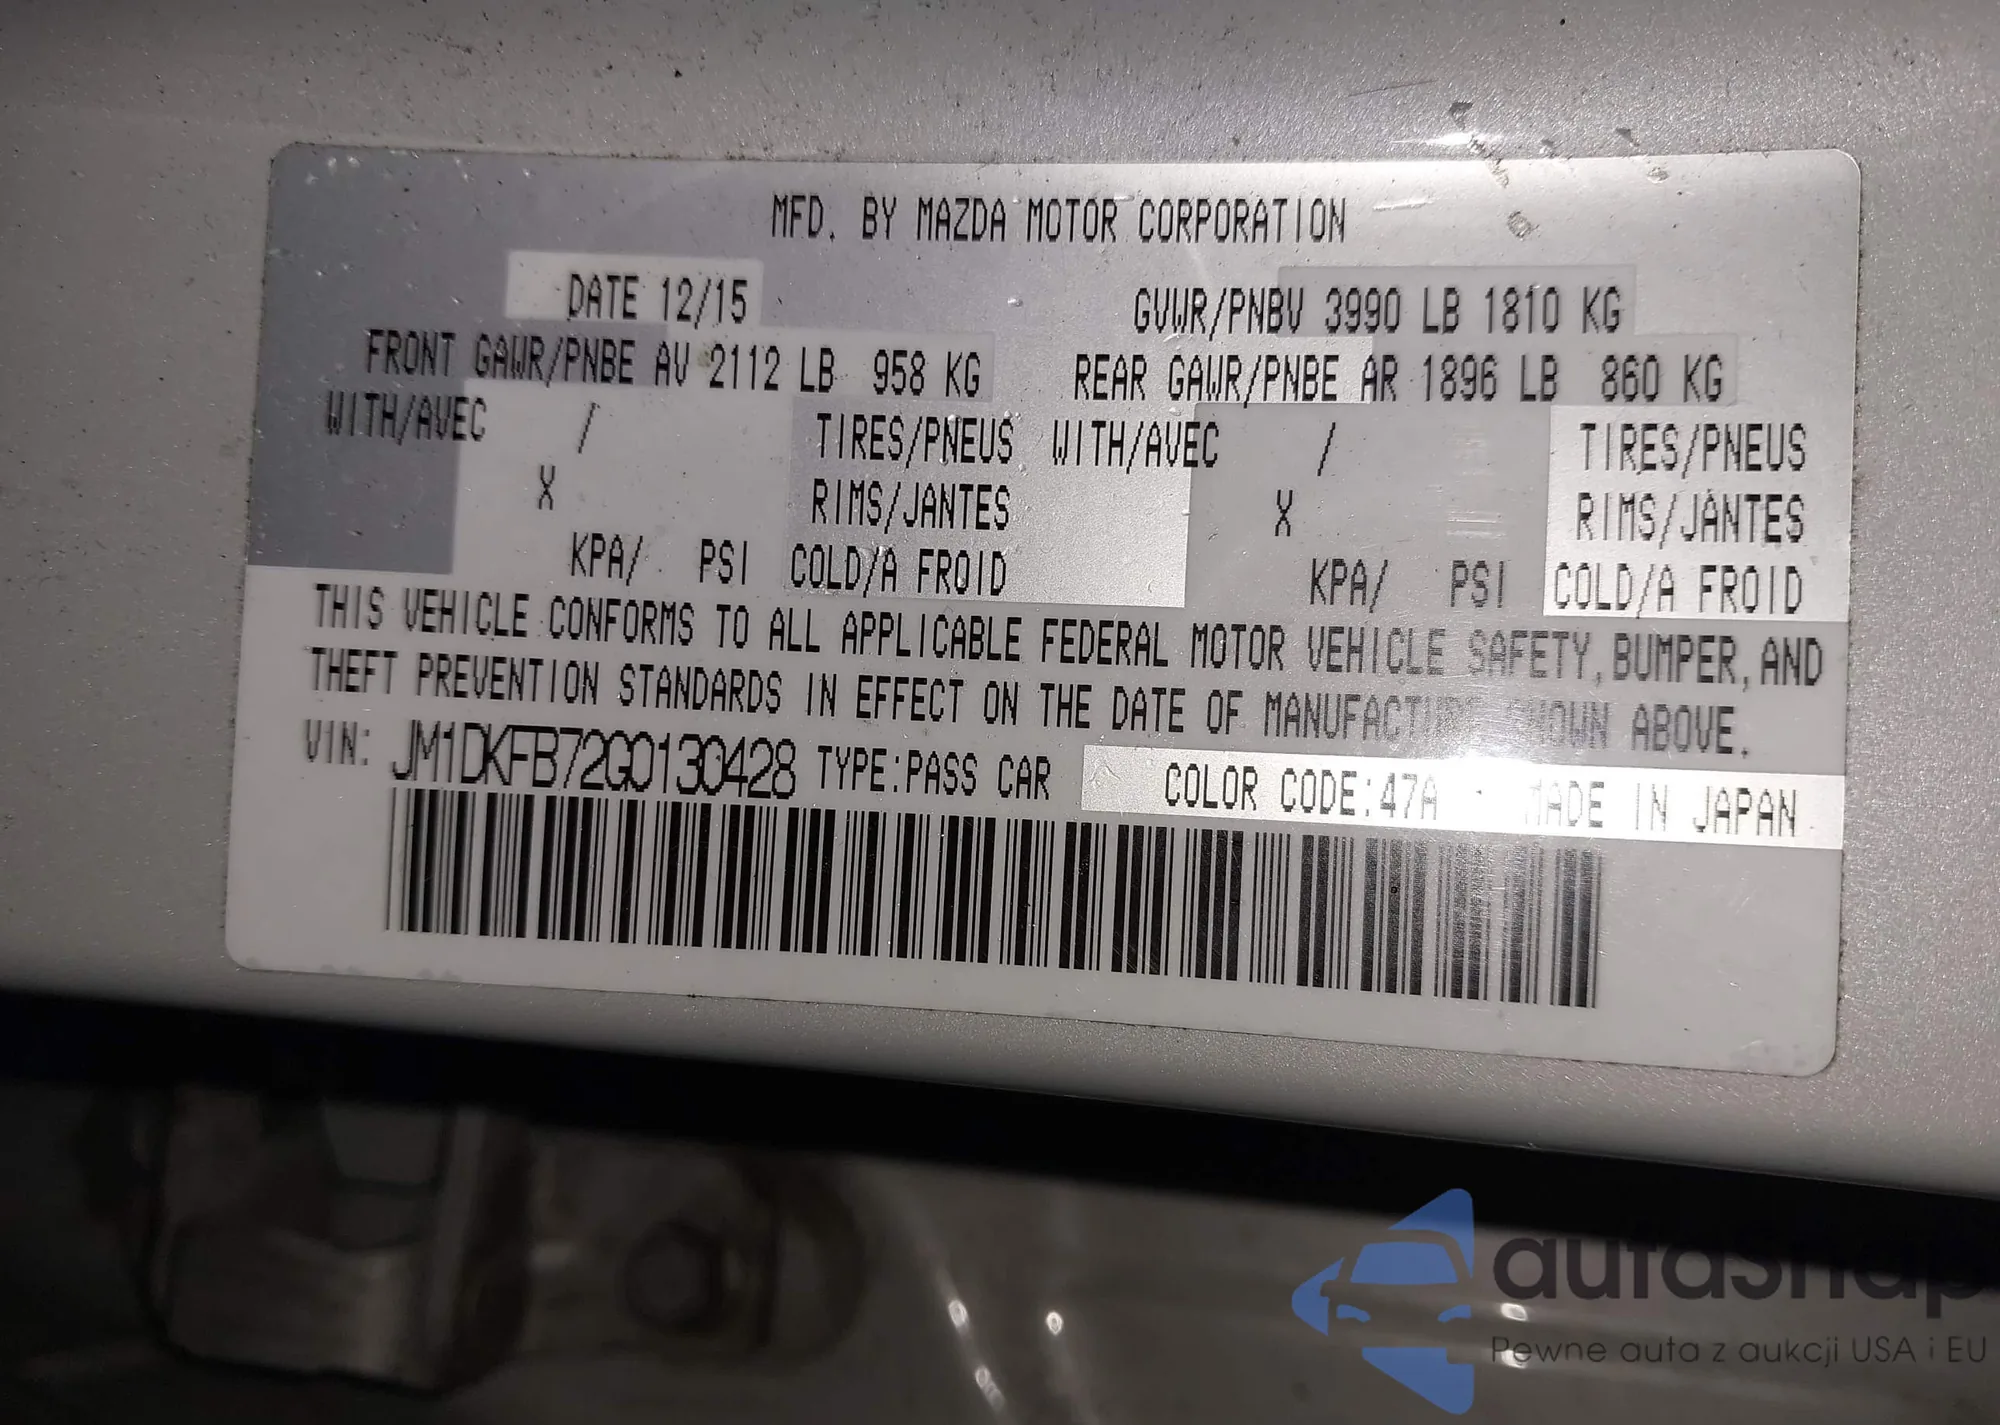 MFD. BY MAZDA MOTOR CORPORATION
DATE 12/15 GVWR/PNBV 3990 LB 1810 KG
FRONT GAWR/PNBE AV 2112 LB 958 KG REAR GAWR/PNBE AR 1896 LB 860 KG
WITH/AVEC / TIRES/PNEUS WITH/AVEC / TIRES/PNEUS
X RIMS/JANTES X RIMS/JANTES
KPA/ PSI COLD/A FROID KPA/ PSI COLD/A FROID
THIS VEHICLE CONFORMS TO ALL APPLICABLE FEDERAL MOTOR VEHICLE SAFETY, BUMPER, AND
THEFT PREVENTION STANDARDS IN EFFECT ON THE DATE OF MANUFACTURE SHOWN ABOVE.
VIN: JM1DKFB72G0130428 TYPE:PASS CAR COLOR CODE:47A MADE IN JAPAN
autasnap
Pewne auta z aukcji USA i EU